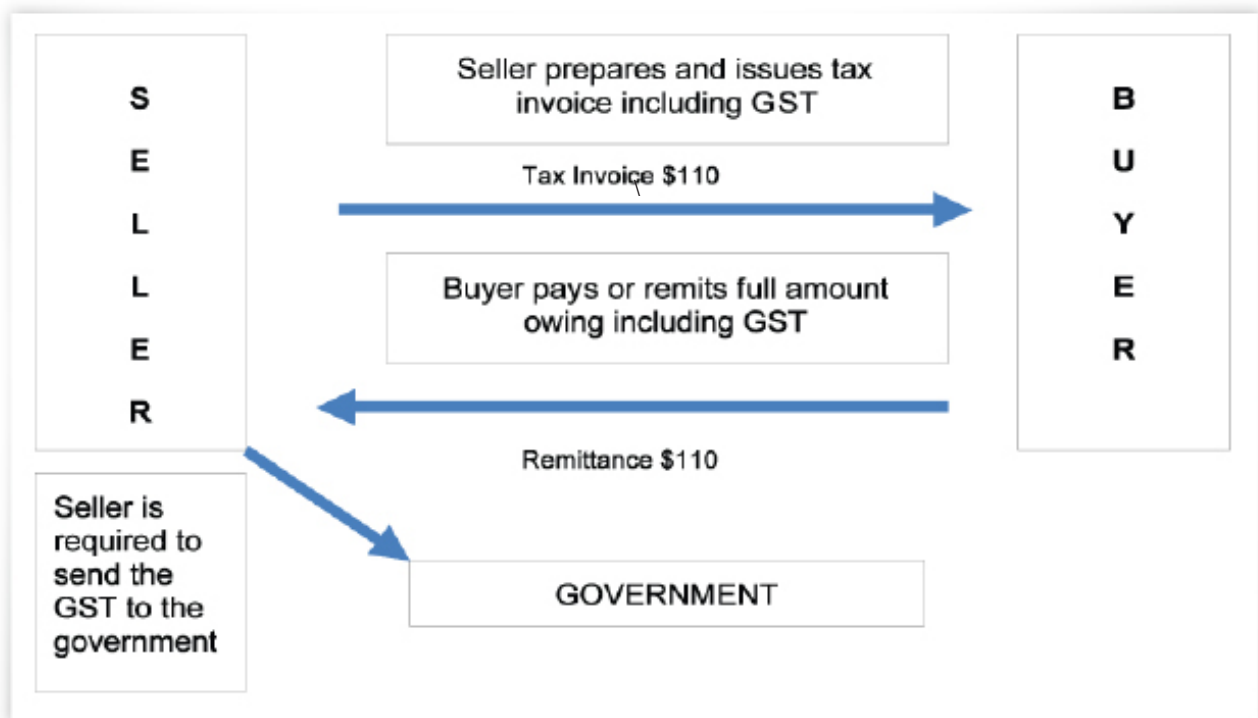 S
E
L
L
E
R
Seller prepares and issues tax
invoice including GST
Tax Invoice $110
Buyer pays or remits full amount
owing including GST
Remittance $110
B
U
Y
E
R
Seller is
required to
send the
GST to the
government
GOVERNMENT